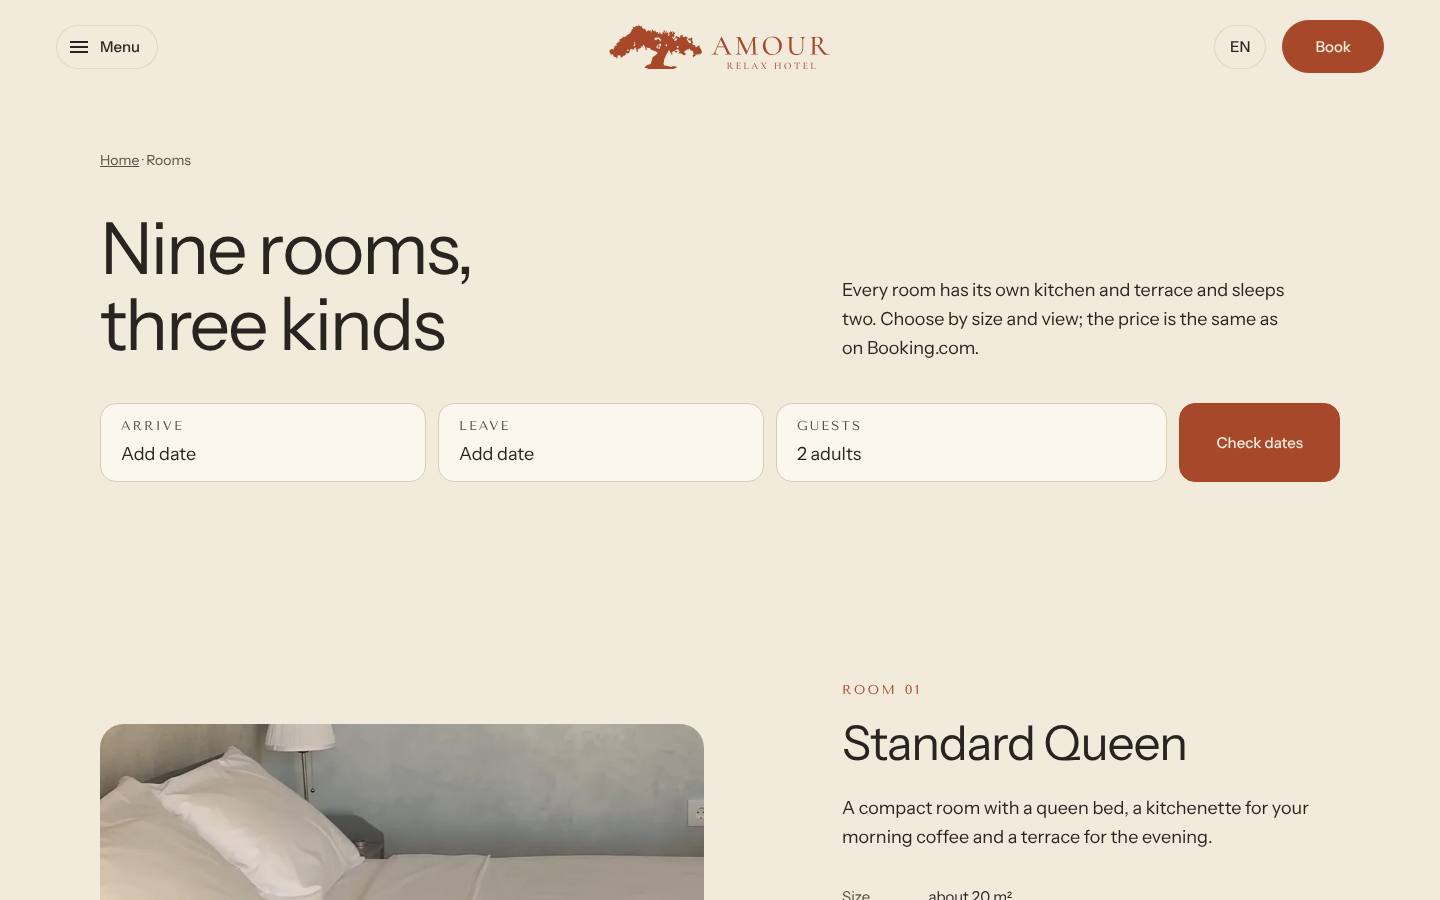 Menu
AMOUR
RELAX HOTEL
EN
Book
Home · Rooms
Nine rooms,
three kinds
Every room has its own kitchen and terrace and sleeps
two. Choose by size and view; the price is the same as
on Booking.com.
ARRIVE
Add date
LEAVE
Add date
GUESTS
2 adults
Check dates
ROOM 01
Standard Queen
A compact room with a queen bed, a kitchenette for your
morning coffee and a terrace for the evening.
Size
about 20 m²